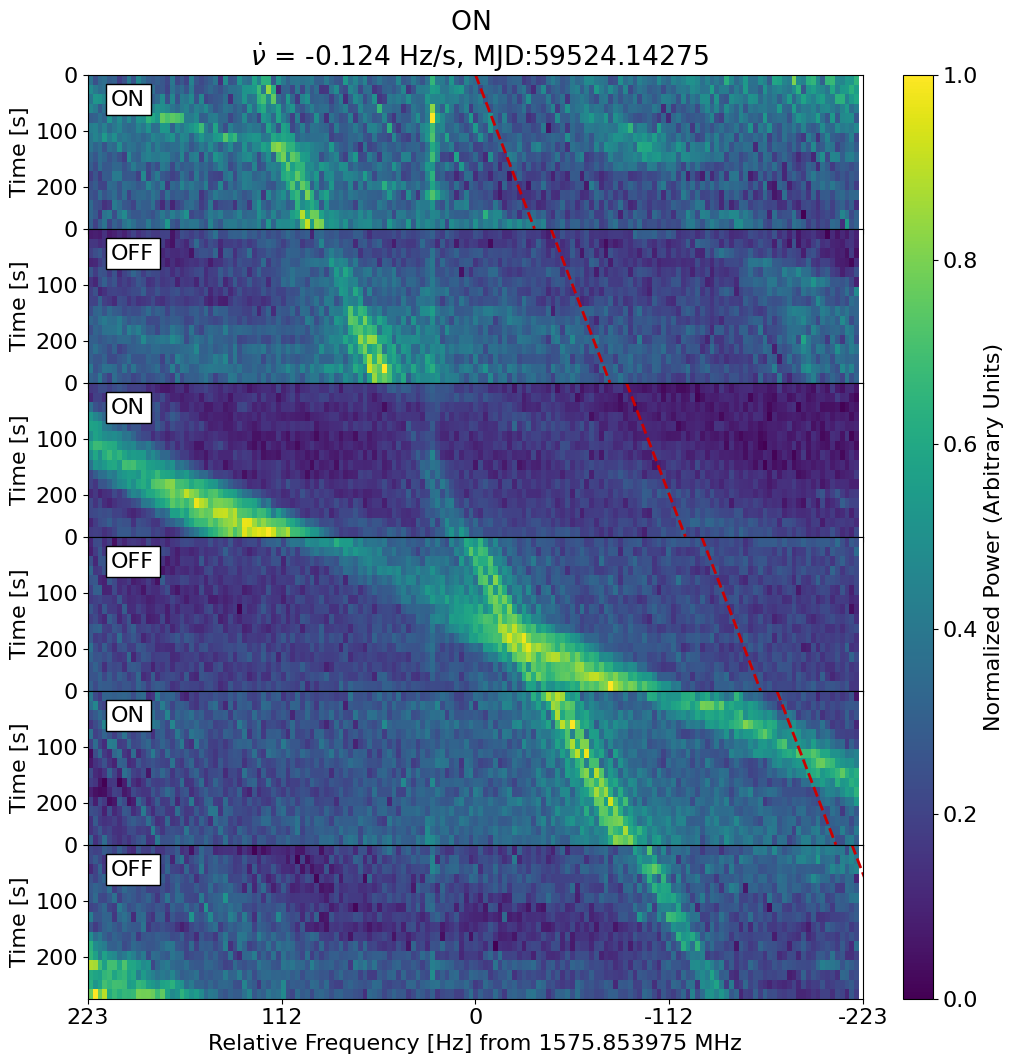 ON
ν̇ = -0.124 Hz/s, MJD:59524.14275
0
100
200
Time [s]
ON
0
100
200
Time [s]
OFF
0
100
200
Time [s]
ON
0
100
200
Time [s]
OFF
0
100
200
Time [s]
ON
0
100
200
Time [s]
OFF
223 112 0 -112 -223
Relative Frequency [Hz] from 1575.853975 MHz
1.0
0.8
0.6
0.4
0.2
0.0
Normalized Power (Arbitrary Units)